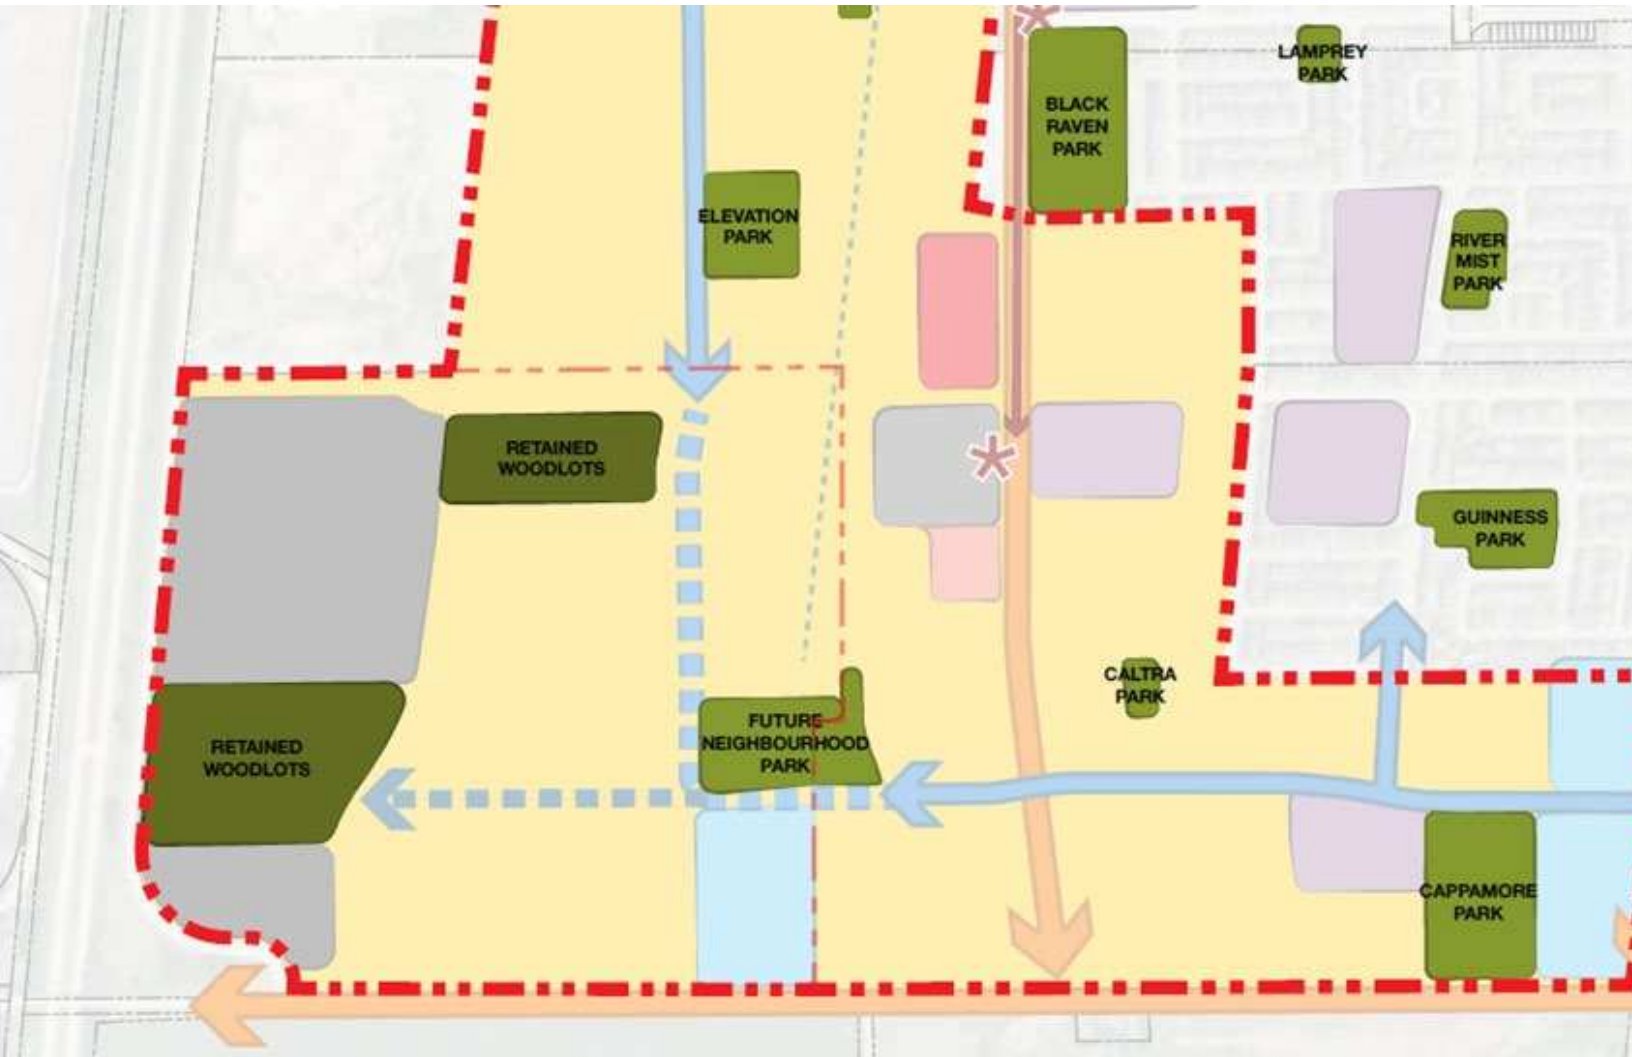 LAMPREY
PARK
BLACK
RAVEN
PARK
ELEVATION
PARK
RIVER
MIST
PARK
RETAINED
WOODLOTS
GUINNESS
PARK
CALTRA
PARK
FUTURE
NEIGHBOURHOOD
PARK
RETAINED
WOODLOTS
CAPPAMORE
PARK